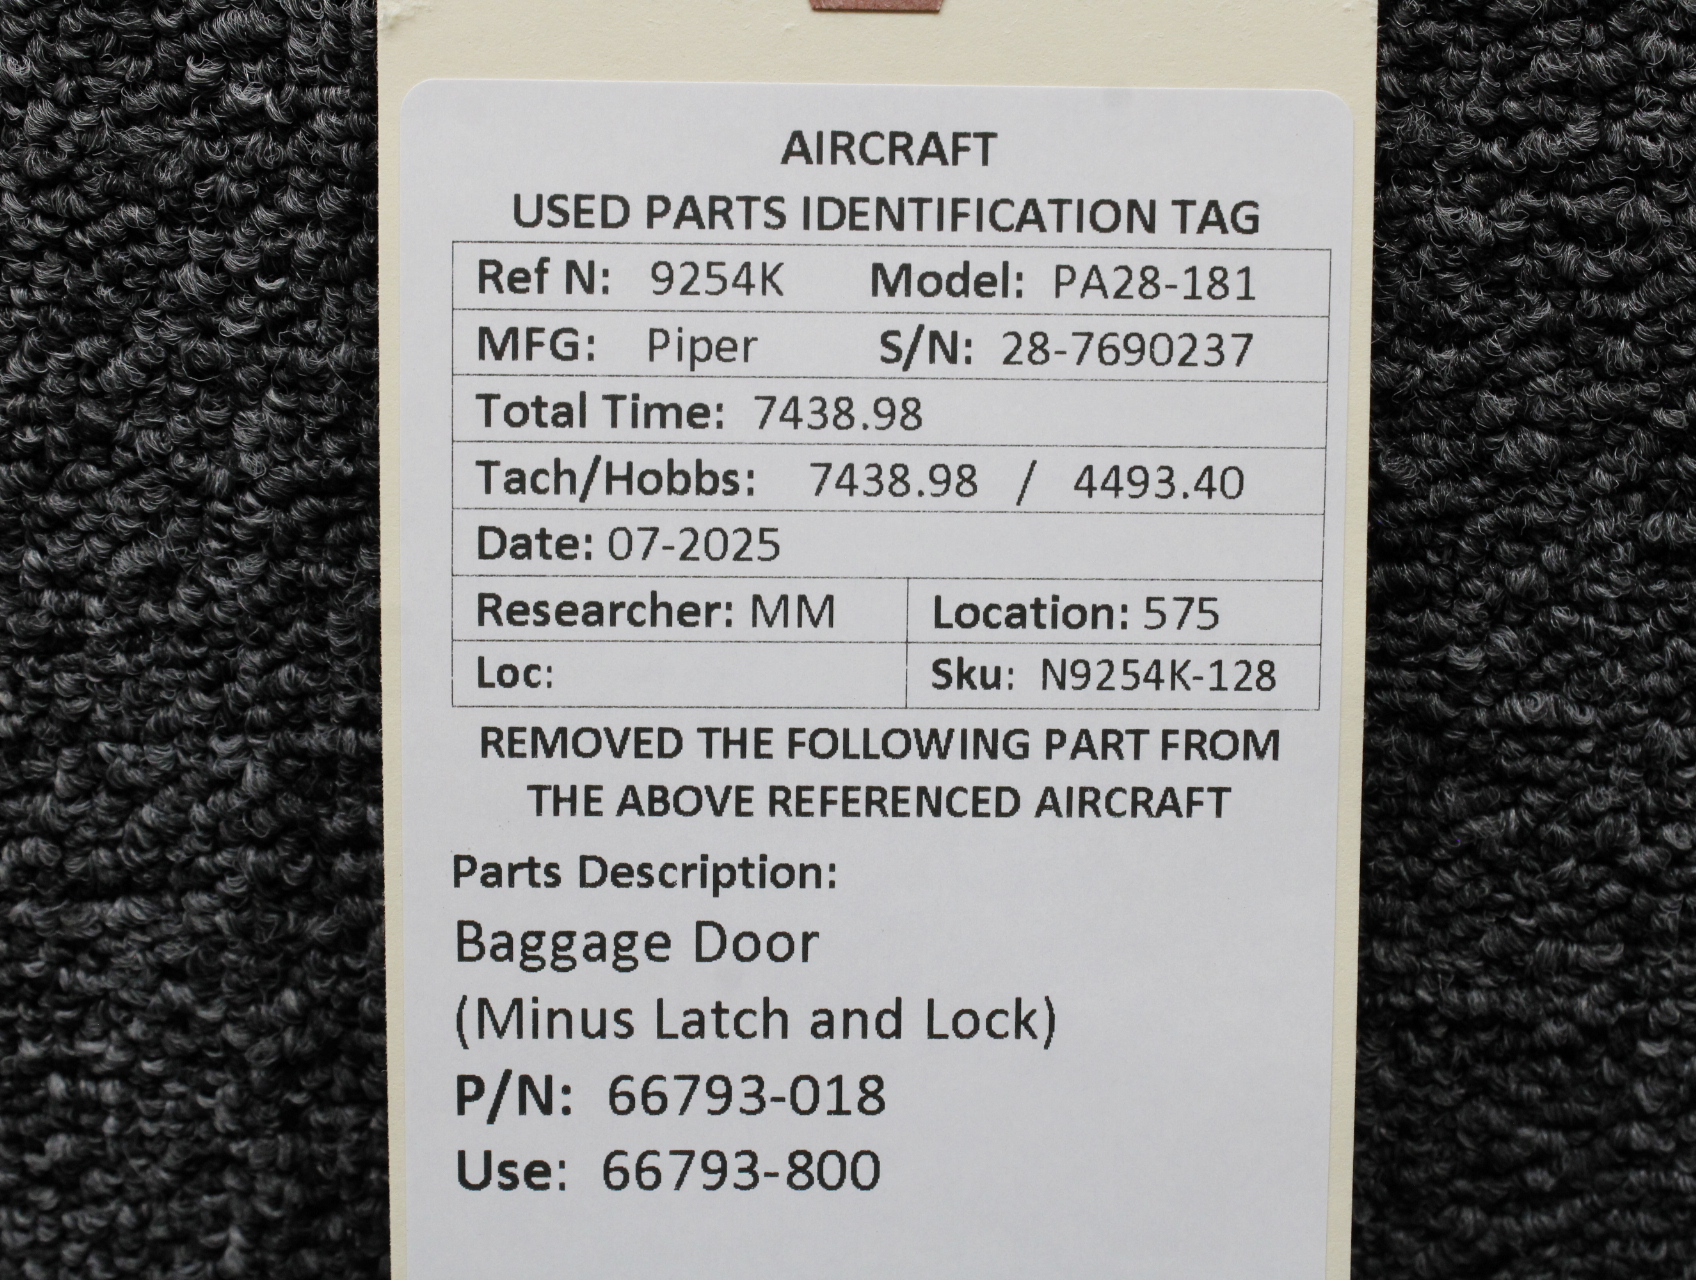 AIRCRAFT
USED PARTS IDENTIFICATION TAG
Ref N: 9254K Model: PA28-181
MFG: Piper S/N: 28-7690237
Total Time: 7438.98
Tach/Hobbs: 7438.98 / 4493.40
Date: 07-2025
Researcher: MM Location: 575
Loc: Sku: N9254K-128
REMOVED THE FOLLOWING PART FROM
THE ABOVE REFERENCED AIRCRAFT
Parts Description:
Baggage Door
(Minus Latch and Lock)
P/N: 66793-018
Use: 66793-800